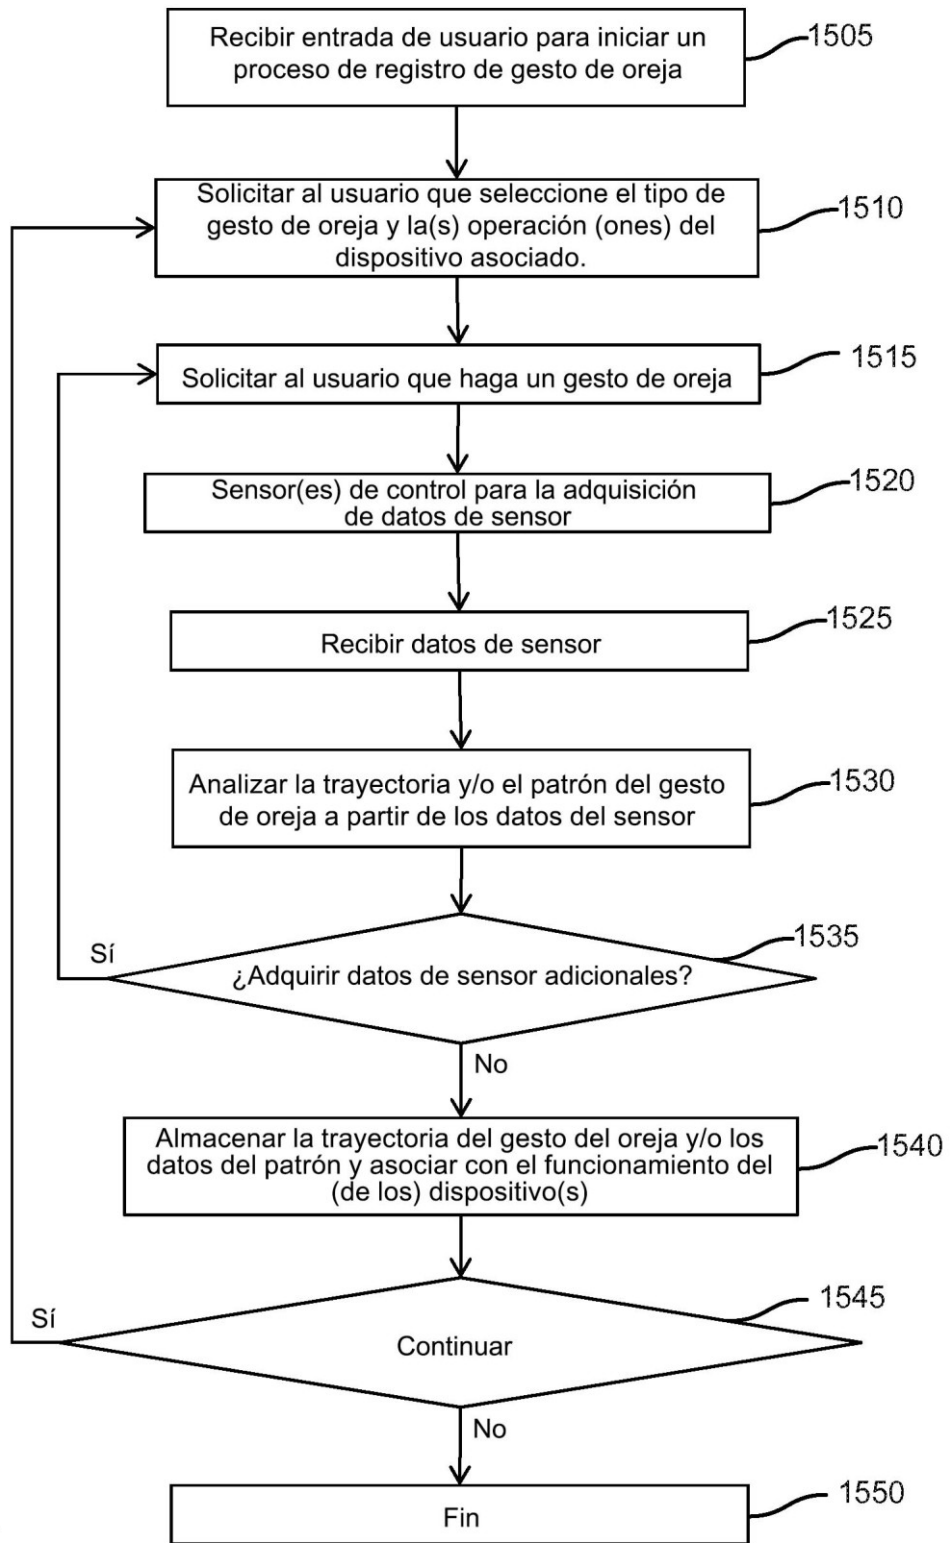 Recibir entrada de usuario para iniciar un
proceso de registro de gesto de oreja
1505
Solicitar al usuario que seleccione el tipo de
gesto de oreja y la(s) operación (ones) del
dispositivo asociado.
1510
Solicitar al usuario que haga un gesto de oreja
1515
Sensor(es) de control para la adquisición
de datos de sensor
1520
Recibir datos de sensor
1525
Analizar la trayectoria y/o el patrón del gesto
de oreja a partir de los datos del sensor
1530
¿Adquirir datos de sensor adicionales?
1535
Sí
No
Almacenar la trayectoria del gesto del oreja y/o los
datos del patrón y asociar con el funcionamiento del
(de los) dispositivo(s)
1540
Continuar
1545
Sí
No
Fin
1550